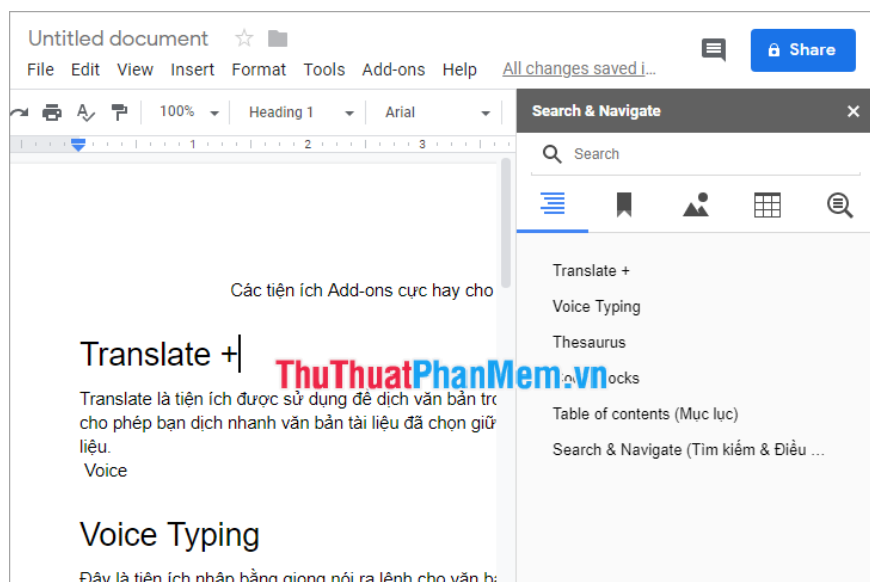 Untitled document
File Edit View Insert Format Tools Add-ons Help All changes saved i...
Share
100% Heading 1 Arial
1 2 3
Search & Navigate
Search
Các tiện ích Add-ons cực hay cho
Translate +
Translate là tiện ích được sử dụng để dịch văn bản
cho phép bạn dịch nhanh văn bản tài liệu đã chọn
liệu.
Voice
Voice Typing
Đây là tiện ích nhập bằng giọng nói ra lệnh cho văn
ThuThuatPhanMem.vn
Translate +
Voice Typing
Thesaurus
Table of contents (Mục lục)
Search & Navigate (Tìm kiếm & Điều ...